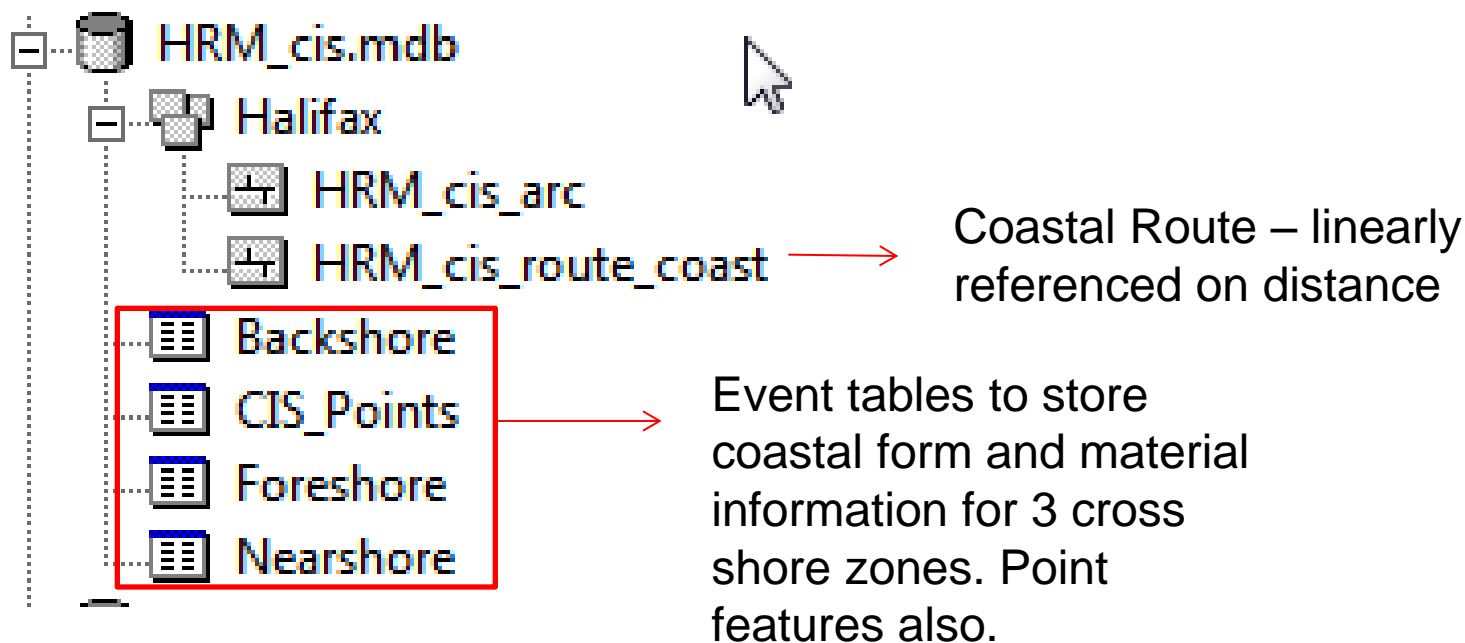 HRM_cis.mdb
Halifax
HRM_cis_arc
HRM_cis_route_coast
Coastal Route – linearly
referenced on distance
Backshore
CIS_Points
Foreshore
Nearshore
Event tables to store
coastal form and material
information for 3 cross
shore zones. Point
features also.